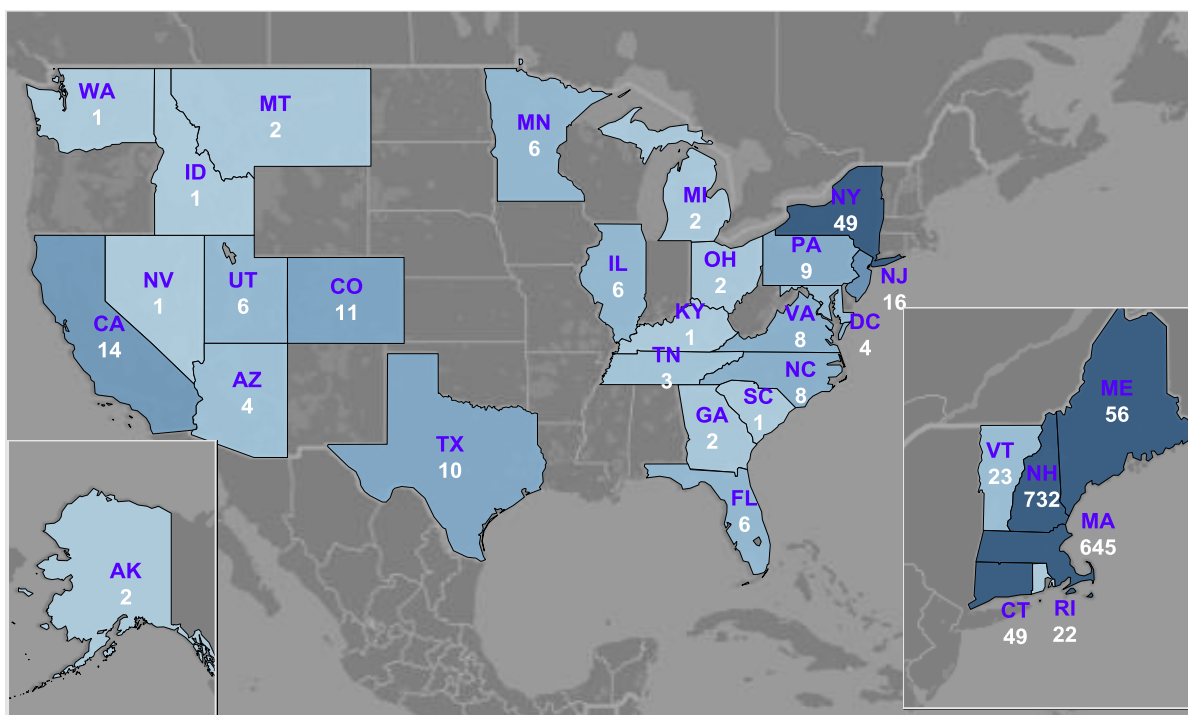 WA
1
MT
2
ID
1
MN
6
MI
2
NY
49
NV
1
UT
6
CO
11
CA
14
AZ
4
TX
10
IL
6
OH
2
PA
9
NJ
16
KY
1
VA
8
DC
4
TN
3
NC
8
SC
1
GA
2
FL
6
AK
2
ME
56
VT
23
NH
732
MA
645
CT
49
RI
22